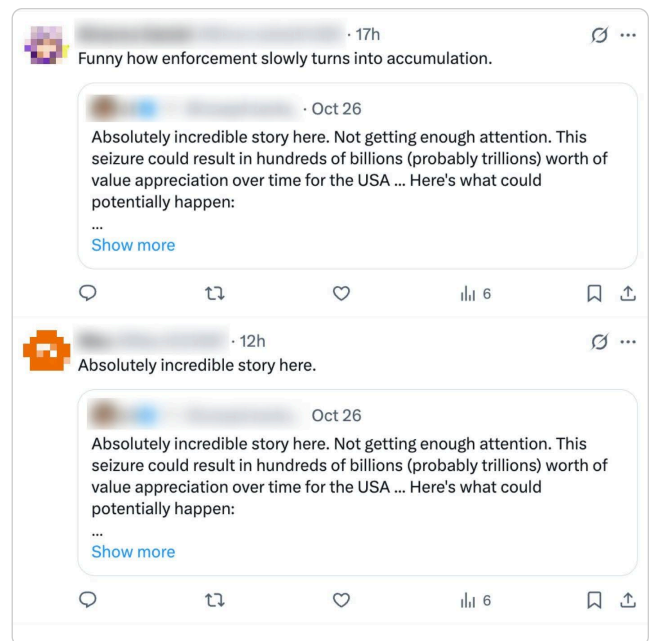 · 17h
Funny how enforcement slowly turns into accumulation.
· Oct 26
Absolutely incredible story here. Not getting enough attention. This
seizure could result in hundreds of billions (probably trillions) worth of
value appreciation over time for the USA ... Here's what could
potentially happen:
...
Show more
6
· 12h
Absolutely incredible story here.
Oct 26
Absolutely incredible story here. Not getting enough attention. This
seizure could result in hundreds of billions (probably trillions) worth of
value appreciation over time for the USA ... Here's what could
potentially happen:
...
Show more
6